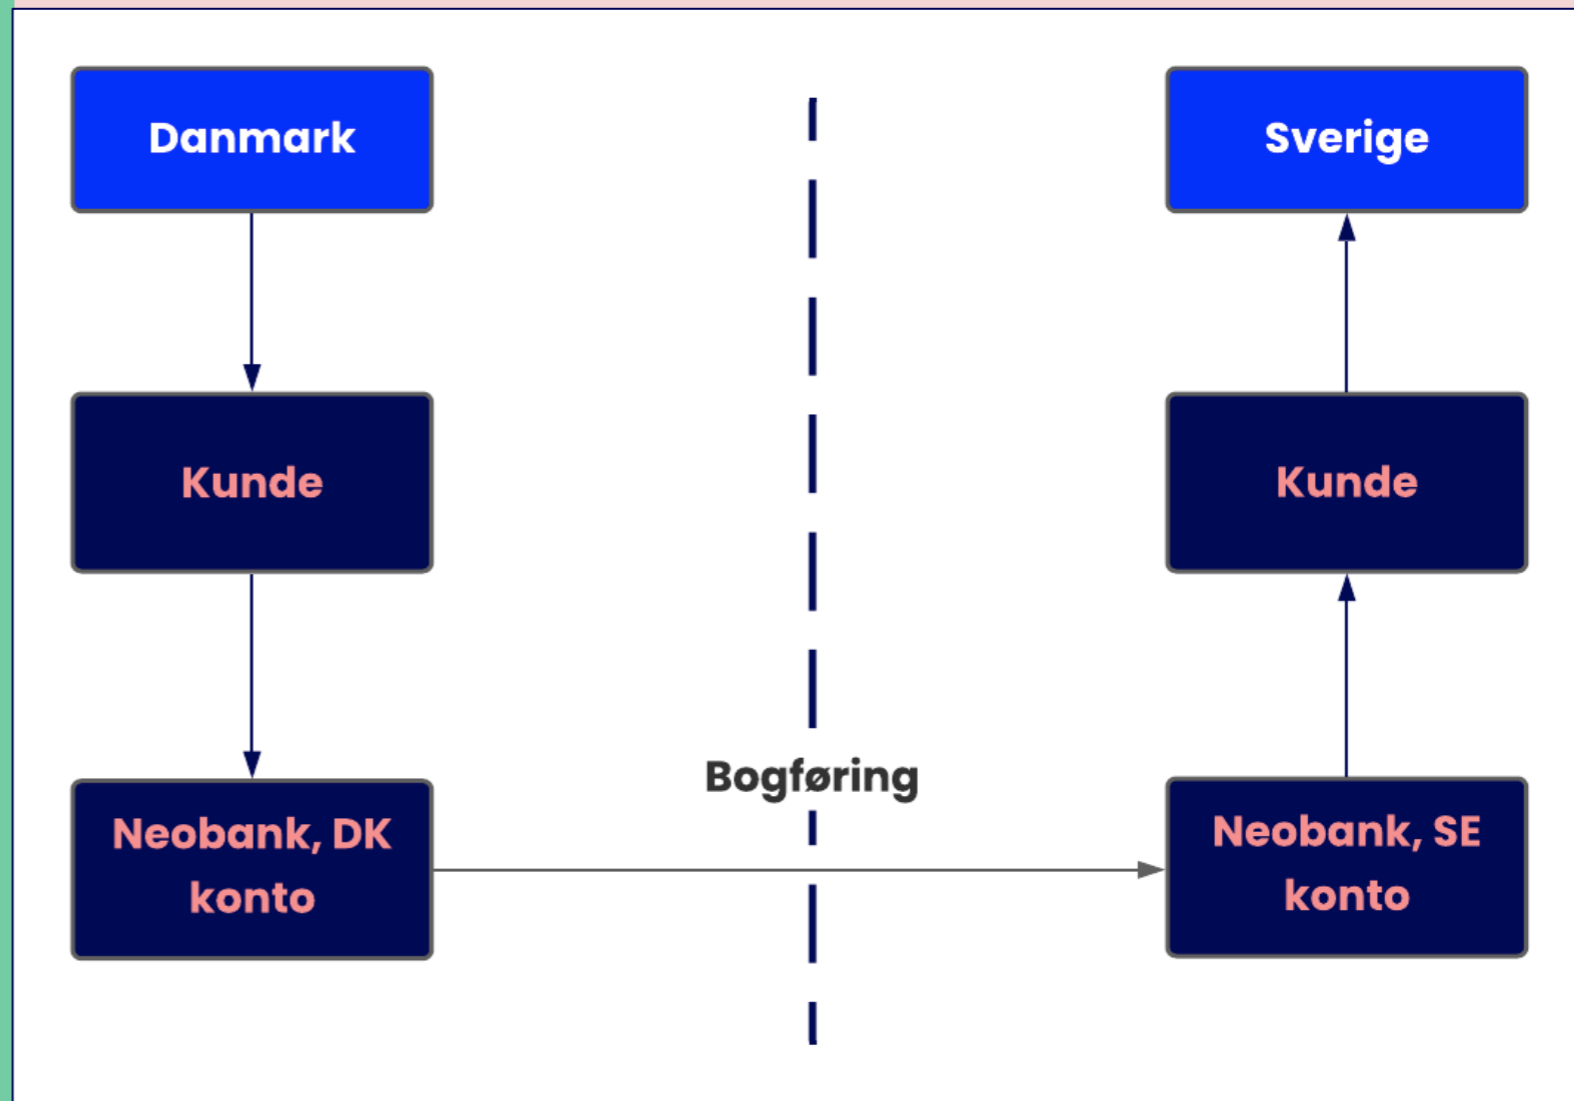 Danmark
Sverige
Kunde
Kunde
Bogføring
Neobank, DK
konto
Neobank, SE
konto